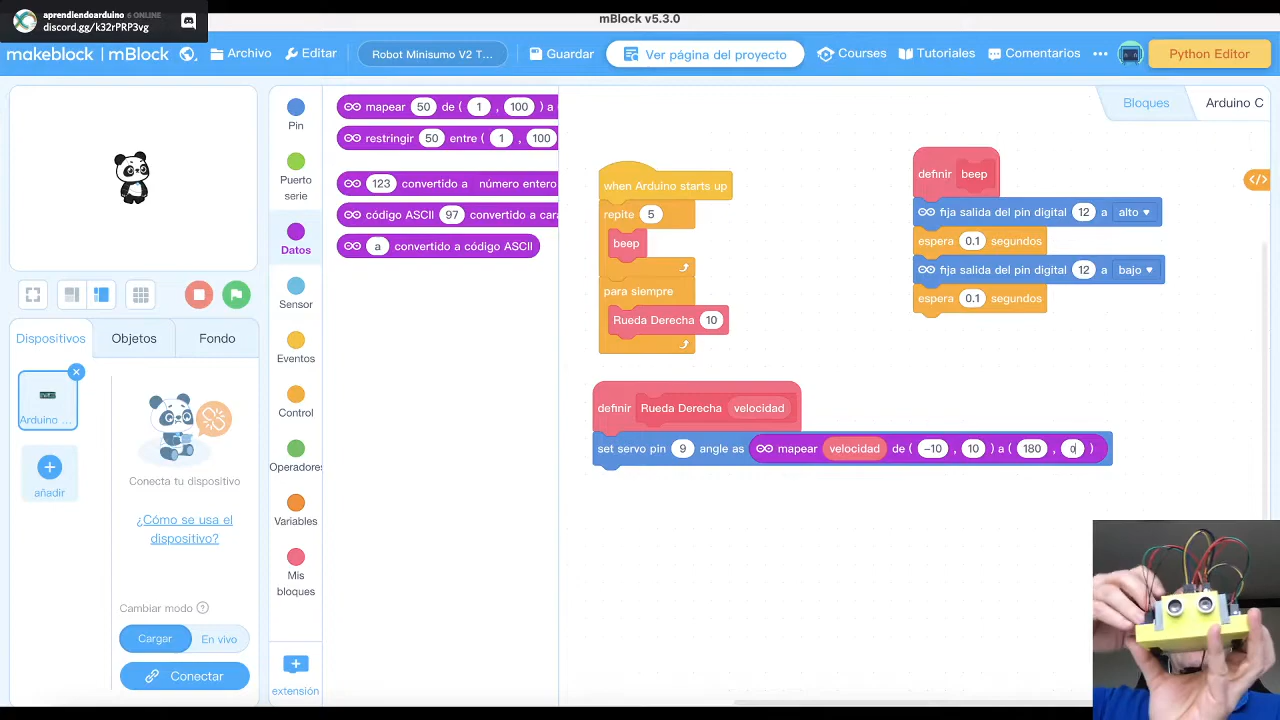 aprendiendoarduino 6 ONLINE
discord.gg/k32rPRP3vg
mBlock v5.3.0
makeblock | mBlock
Archivo
Editar
Robot Minisumo V2 T...
Guardar
Ver página del proyecto
Courses
Tutoriales
Comentarios
Python Editor
Bloques
Arduino C
Pin
Puerto serie
Datos
Sensor
Eventos
Control
Operadores
Variables
Mis bloques
extensión
mapear 50 de ( 1 , 100 ) a
restringir 50 entre ( 1 , 100
123 convertido a número entero
código ASCII 97 convertido a cara
a convertido a código ASCII
when Arduino starts up
repite 5
beep
para siempre
Rueda Derecha 10
definir beep
fija salida del pin digital 12 a alto
espera 0.1 segundos
fija salida del pin digital 12 a bajo
espera 0.1 segundos
definir Rueda Derecha velocidad
set servo pin 9 angle as mapear velocidad de ( -10 , 10 ) a ( 180 , 0 )
Dispositivos
Objetos
Fondo
Arduino ...
añadir
Conecta tu dispositivo
¿Cómo se usa el
dispositivo?
Cambiar modo ?
Cargar
En vivo
Conectar